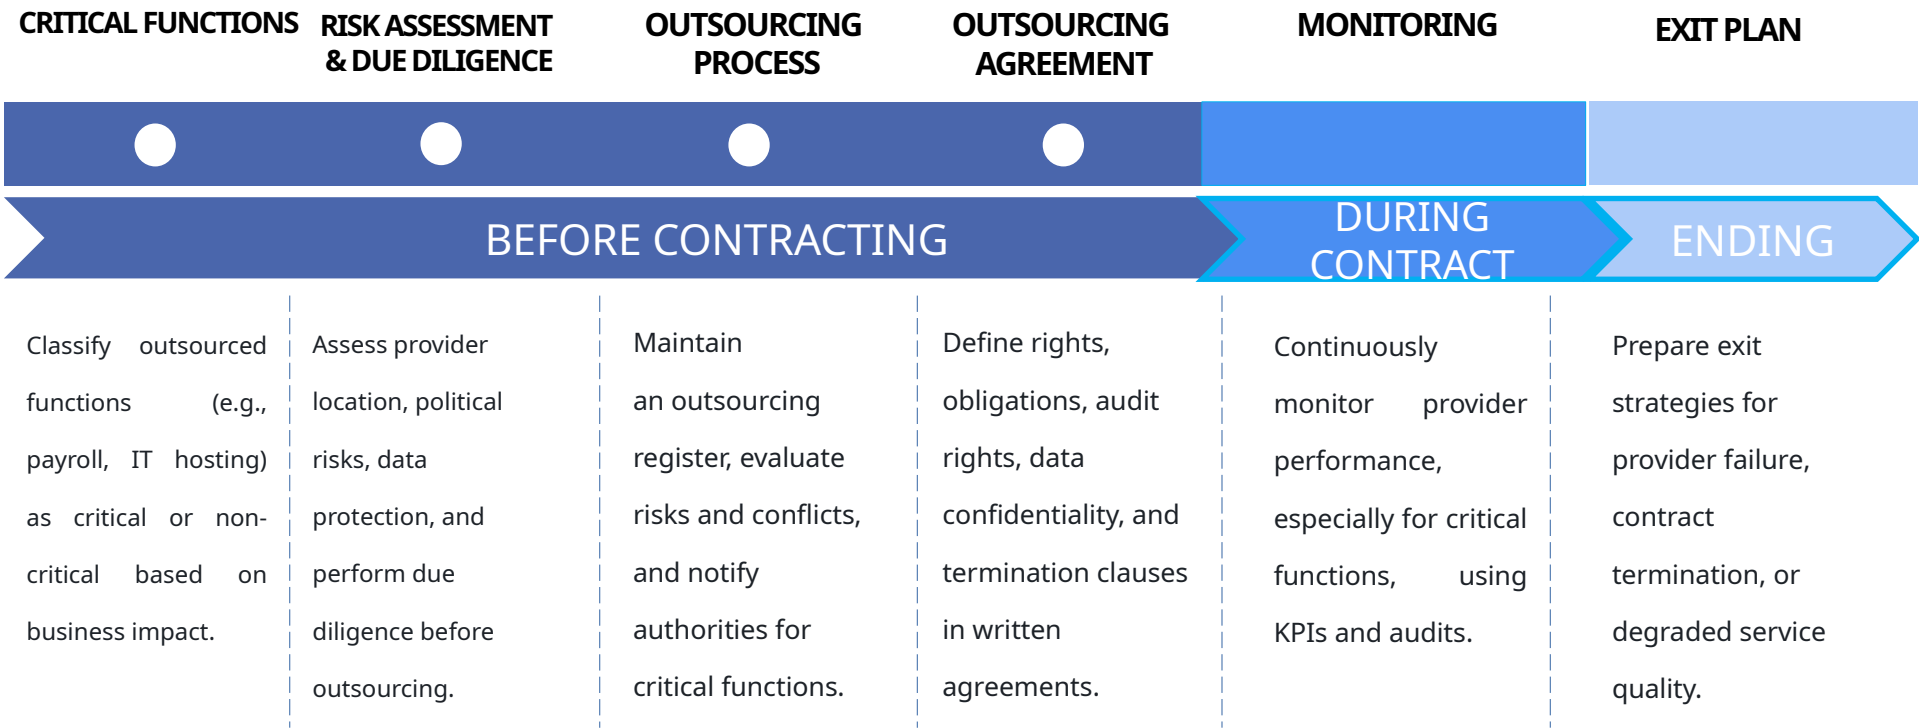 CRITICAL FUNCTIONS
RISK ASSESSMENT
& DUE DILIGENCE
OUTSOURCING
PROCESS
OUTSOURCING
AGREEMENT
MONITORING
EXIT PLAN
BEFORE CONTRACTING
DURING
CONTRACT
ENDING
Classify outsourced
functions (e.g.,
payroll, IT hosting)
as critical or non-
critical based on
business impact.
Assess provider
location, political
risks, data
protection, and
perform due
diligence before
outsourcing.
Maintain
an outsourcing
register, evaluate
risks and conflicts,
and notify
authorities for
critical functions.
Define rights,
obligations, audit
rights, data
confidentiality, and
termination clauses
in written
agreements.
Continuously
monitor provider
performance,
especially for critical
functions, using
KPIs and audits.
Prepare exit
strategies for
provider failure,
contract
termination, or
degraded service
quality.